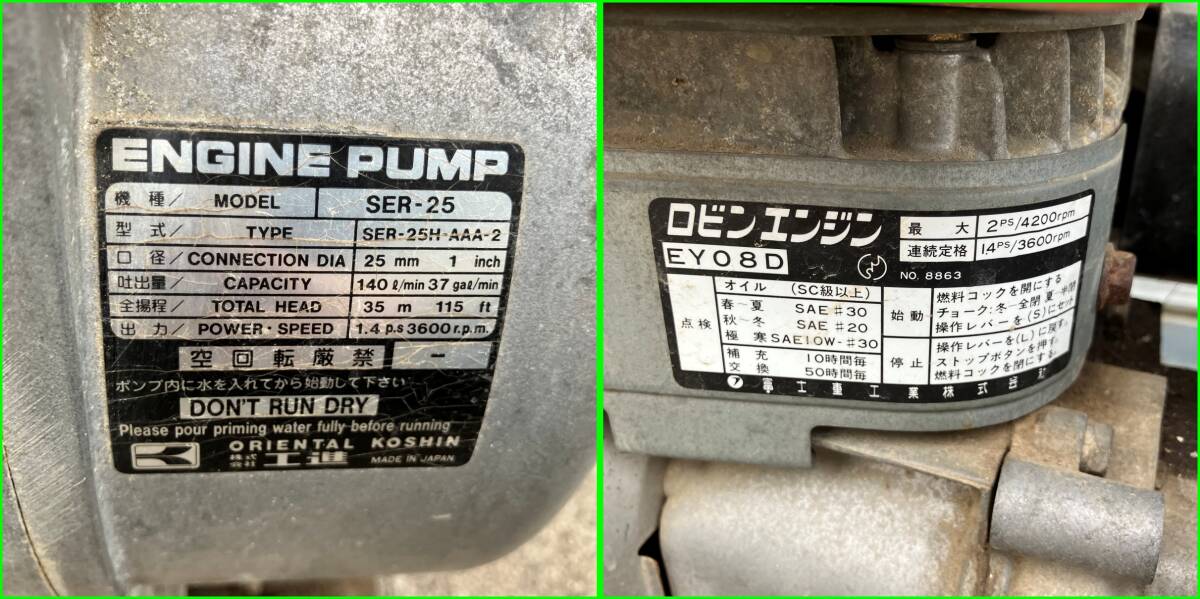 ENGINE PUMP
機種／ MODEL SER-25
型式／ TYPE SER-25H-AAA-2
口径／ CONNECTION DIA 25 mm 1 inch
吐出量／ CAPACITY 140 ℓ/min 37 gal/min
全揚程／ TOTAL HEAD 35 m 115 ft
出力／ POWER・SPEED 1.4 p.s 3600 r.p.m.
空回転厳禁 −
ポンプ内に水を入れてから始動して下さい
DON'T RUN DRY
Please pour priming water fully before running
ORIENTAL KOSHIN
株式会社 工進 MADE IN JAPAN
ロビンエンジン
EY08D
最大 2PS/4200rpm
連続定格 1.4PS/3600rpm
NO. 8863
点検
オイル (SC級以上)
春〜夏 SAE #30
秋〜冬 SAE #20
極寒 SAE10W-#30
補充 10時間毎
交換 50時間毎
始動
燃料コックを開にする
チョーク:冬-全閉 夏-半閉
操作レバーを(S)にセット
停止
操作レバーを(L)に戻す。
ストップボタンを押す。
燃料コックを閉にする。
富士重工業株式会社